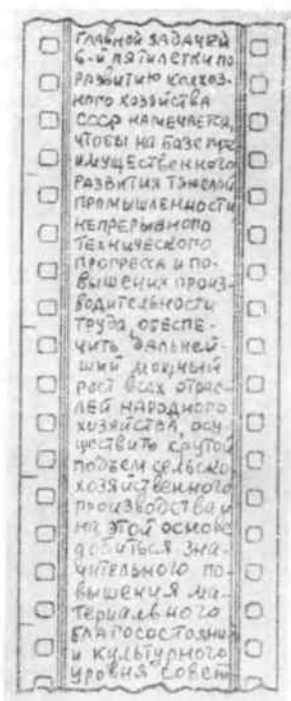 ГЛАВНОЙ ЗАДАЧЕЙ
6-й пятилетки по
РАЗВИТИЮ КОЛХОЗ-
НОГО ХОЗЯЙСТВА
СССР НАМЕЧАЕТСЯ,
ЧТОБЫ НА БАЗЕ ПРЕ
ИМУЩЕСТВЕННОГО
РАЗВИТИЯ ТЯЖЕЛОЙ
ПРОМЫШЛЕННОСТИ
НЕПРЕРЫВНОГО
ТЕХНИЧЕСКОГО
ПРОГРЕССА И ПО-
ВЫШЕНИЯ ПРОИЗ-
ВОДИТЕЛЬНОСТИ
ТРУДА, ОБЕСПЕ-
ЧИТЬ ДАЛЬНЕЙ-
ШИЙ МОЩНЫЙ
РОСТ ВСЕХ ОТРАС-
ЛЕЙ НАРОДНОГО
ХОЗЯЙСТВА, ОСУ-
ЩЕСТВИТЬ КРУТОЙ
ПОДЪЕМ СЕЛЬСКО
ХОЗЯЙСТВЕННОГО
ПРОИЗВОДСТВА И
НА ЭТОЙ ОСНОВЕ
ДОБИТЬСЯ ЗНА-
ЧИТЕЛЬНОГО ПО-
ВЫШЕНИЯ МА-
ТЕРИАЛЬНОГО
БЛАГОСОСТОЯНИ
И КУЛЬТУРНОГО
УРОВНЯ СОВЕТ